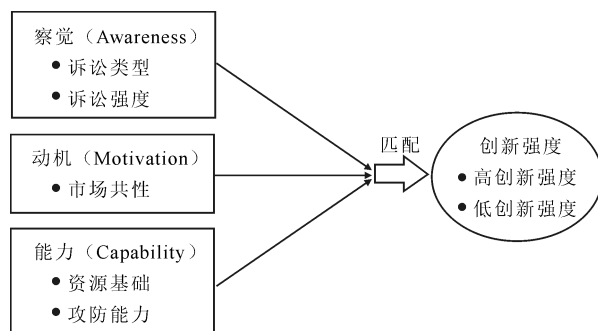 察觉（Awareness）
● 诉讼类型
● 诉讼强度
动机（Motivation）
● 市场共性
能力（Capability）
● 资源基础
● 攻防能力
匹配
创新强度
● 高创新强度
● 低创新强度